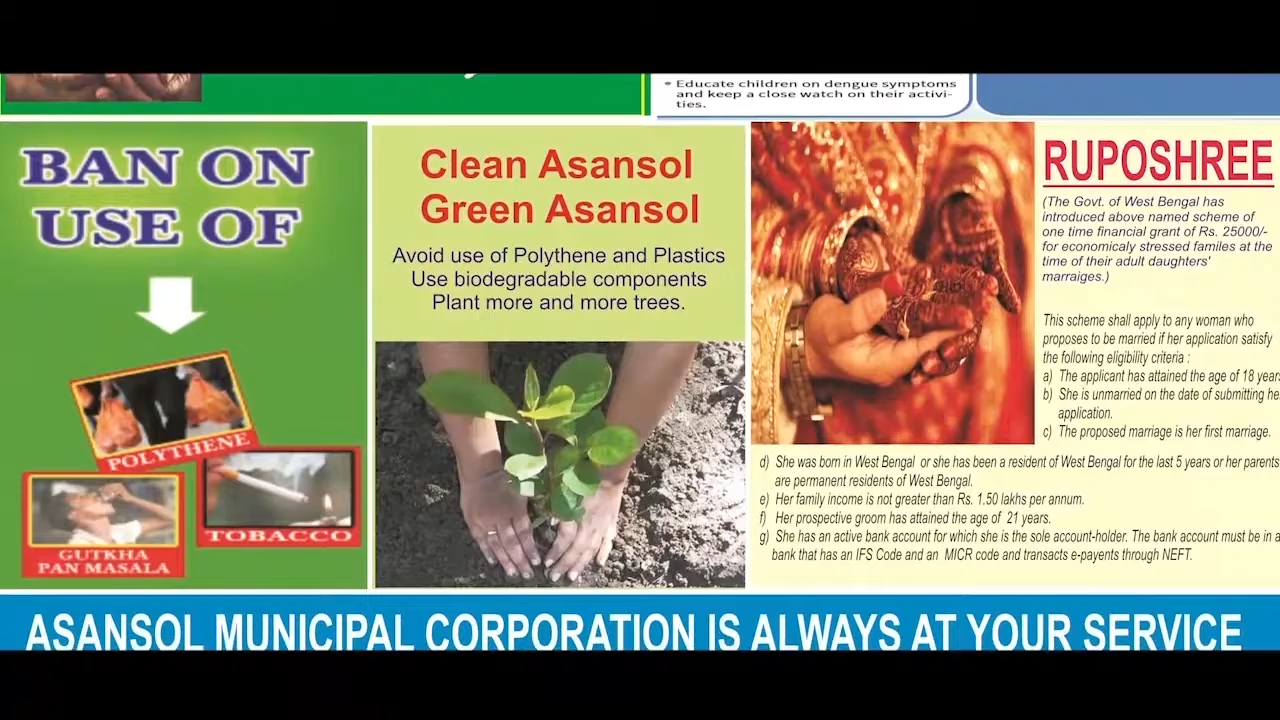 • Educate children on dengue symptoms
and keep a close watch on their activi-
ties.
BAN ON
USE OF
POLYTHENE
TOBACCO
GUTKHA
PAN MASALA
Clean Asansol
Green Asansol
Avoid use of Polythene and Plastics
Use biodegradable components
Plant more and more trees.
RUPOSHREE
(The Govt. of West Bengal has
introduced above named scheme of
one time financial grant of Rs. 25000/-
for economicaly stressed familes at the
time of their adult daughters'
marraiges.)
This scheme shall apply to any woman who
proposes to be married if her application satisfy
the following eligibility criteria :
a) The applicant has attained the age of 18 years
b) She is unmarried on the date of submitting he
application.
c) The proposed marriage is her first marriage.
d) She was born in West Bengal or she has been a resident of West Bengal for the last 5 years or her parents
are permanent residents of West Bengal.
e) Her family income is not greater than Rs. 1.50 lakhs per annum.
f) Her prospective groom has attained the age of 21 years.
g) She has an active bank account for which she is the sole account-holder. The bank account must be in a
bank that has an IFS Code and an MICR code and transacts e-payents through NEFT.
ASANSOL MUNICIPAL CORPORATION IS ALWAYS AT YOUR SERVICE